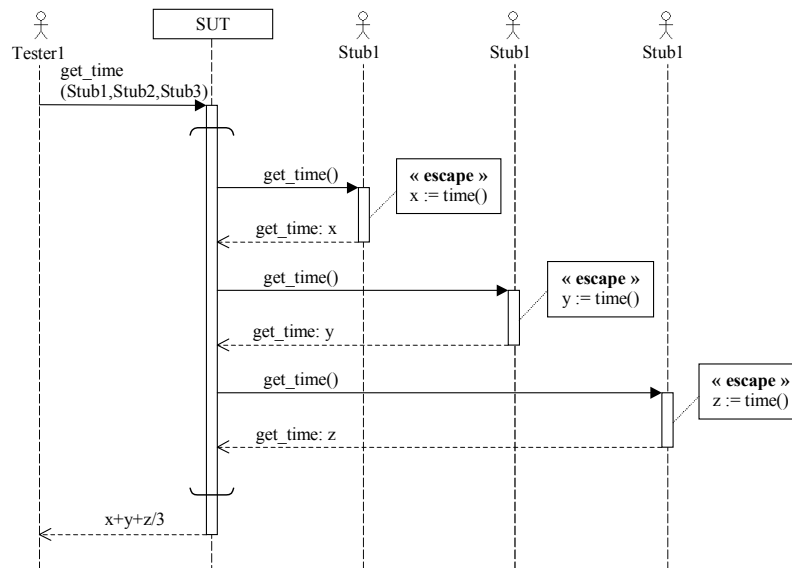 SUT
Tester1
Stub1
Stub1
Stub1
get_time
(Stub1,Stub2,Stub3)
get_time()
« escape »
x := time()
get_time: x
get_time()
« escape »
y := time()
get_time: y
get_time()
« escape »
z := time()
get_time: z
x+y+z/3